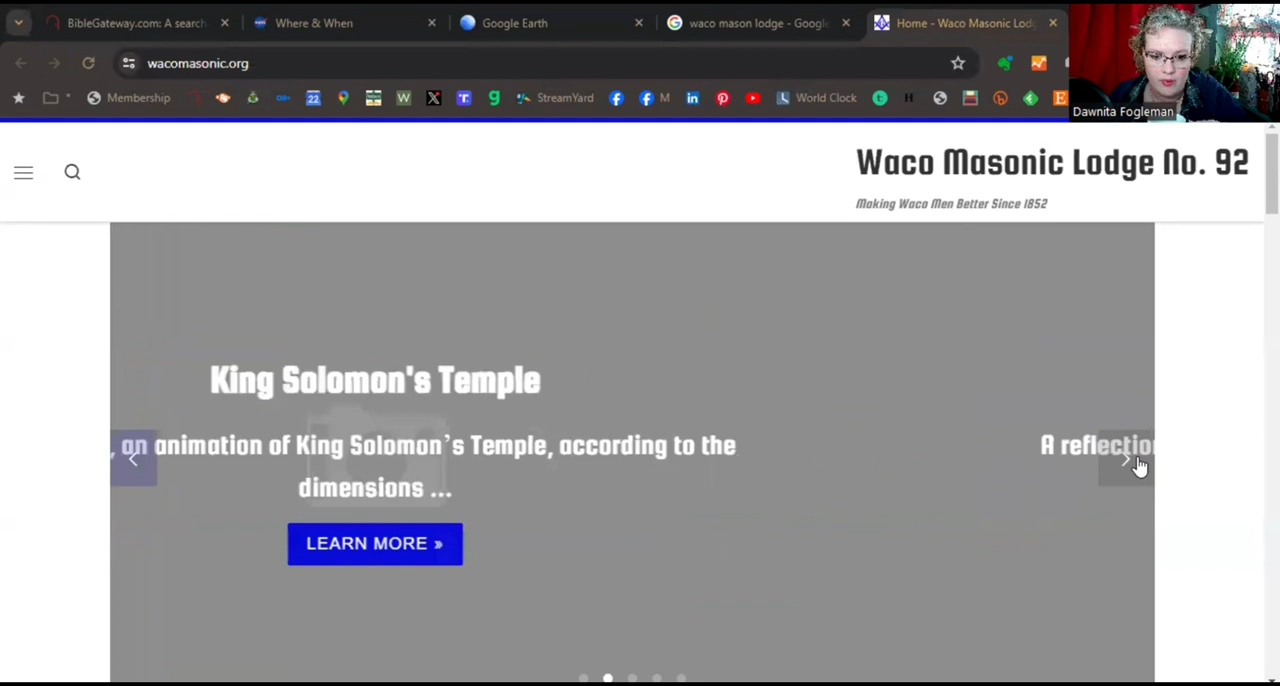 BibleGateway.com: A search
Where & When
Google Earth
waco mason lodge - Google
Home - Waco Masonic Lod
wacomasonic.org
Membership
22
W
X
StreamYard
M
World Clock
H
Dawnita Fogleman
Waco Masonic Lodge No. 92
Making Waco Men Better Since 1852
King Solomon's Temple
, an animation of King Solomon's Temple, according to the
dimensions ...
A reflection
LEARN MORE »